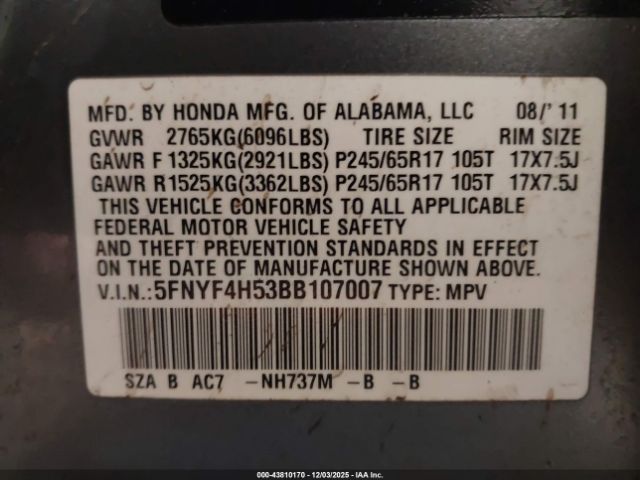 MFD. BY HONDA MFG. OF ALABAMA, LLC 08/'11
GVWR 2765KG(6096LBS) TIRE SIZE RIM SIZE
GAWR F 1325KG(2921LBS) P245/65R17 105T 17X7.5J
GAWR R1525KG(3362LBS) P245/65R17 105T 17X7.5J
THIS VEHICLE CONFORMS TO ALL APPLICABLE
FEDERAL MOTOR VEHICLE SAFETY
AND THEFT PREVENTION STANDARDS IN EFFECT
ON THE DATE OF MANUFACTURE SHOWN ABOVE.
V.I.N.:5FNYF4H53BB107007 TYPE: MPV
SZA B AC7 -NH737M -B -B
000-43810170 - 12/03/2025 - IAA Inc.